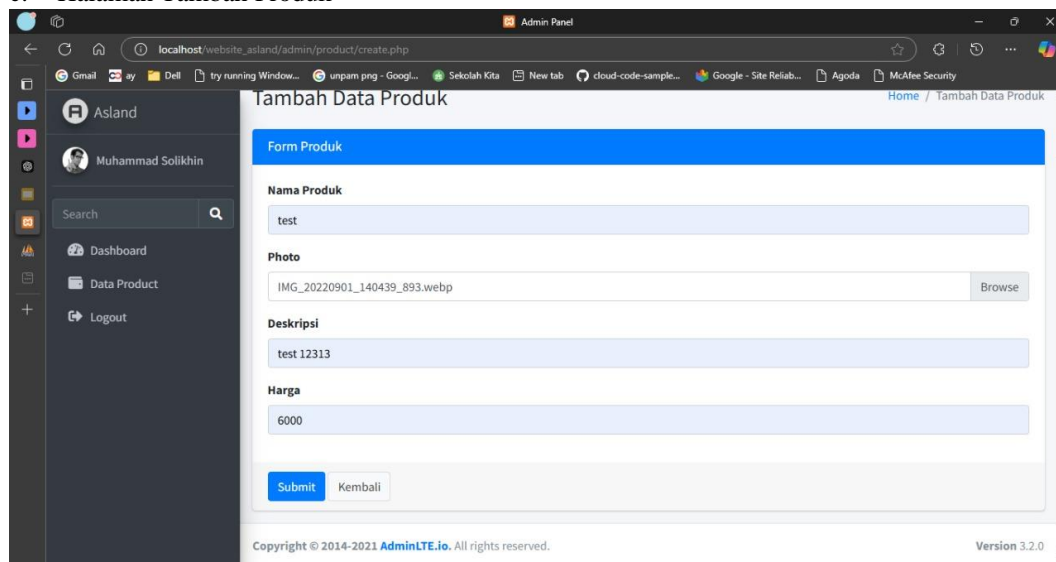 Halaman Tambah Produk
Admin Panel
localhost/website_asland/admin/product/create.php
Gmail ay Dell try running Window... unpam png - Googl... Sekolah Kita New tab cloud-code-sample... Google - Site Reliab... Agoda McAfee Security
Asland
Tambah Data Produk
Home / Tambah Data Produk
Muhammad Solikhin
Search
Dashboard
Data Product
Logout
Form Produk
Nama Produk
test
Photo
IMG_20220901_140439_893.webp Browse
Deskripsi
test 12313
Harga
6000
Submit Kembali
Copyright © 2014-2021 AdminLTE.io. All rights reserved. Version 3.2.0